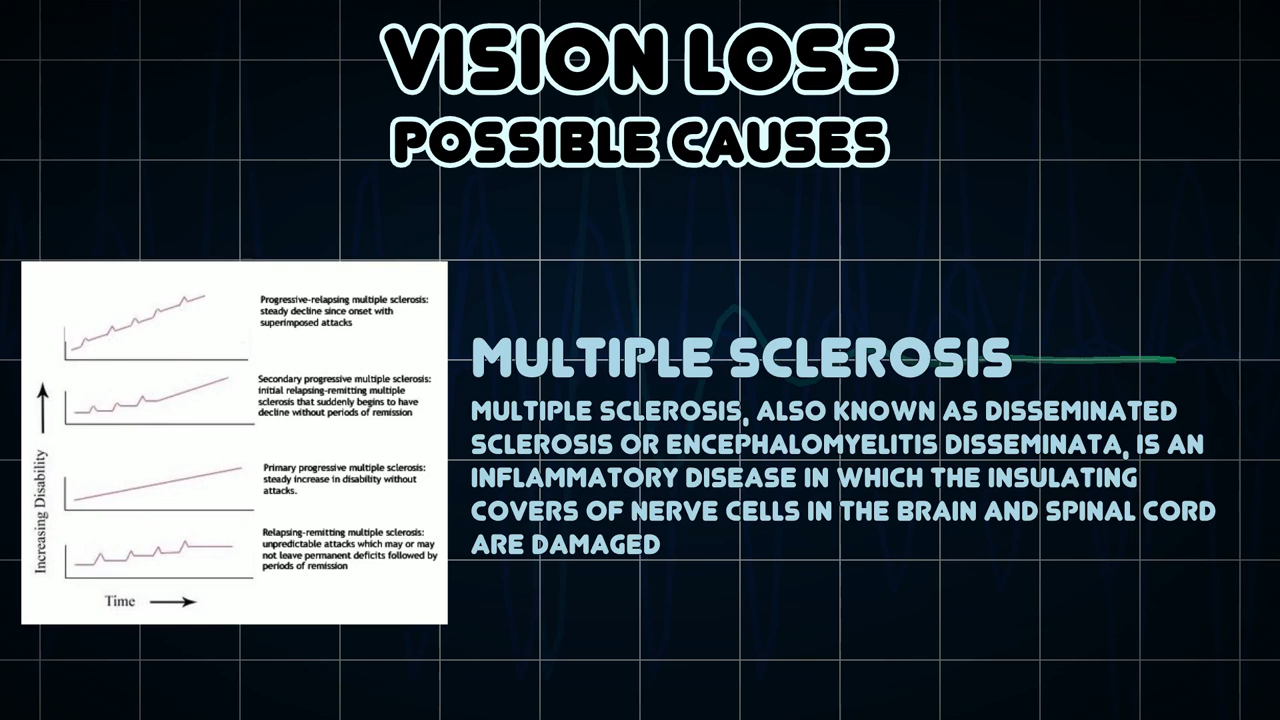 VISION LOSS
POSSIBLE CAUSES
Progressive-relapsing multiple sclerosis:
steady decline since onset with
superimposed attacks
Secondary progressive multiple sclerosis:
initial relapsing-remitting multiple
sclerosis that suddenly begins to have
decline without periods of remission
Primary progressive multiple sclerosis:
steady increase in disability without
attacks.
Relapsing-remitting multiple sclerosis:
unpredictable attacks which may or may
not leave permanent deficits followed by
periods of remission
Increasing Disability
Time
MULTIPLE SCLEROSIS
MULTIPLE SCLEROSIS, ALSO KNOWN AS DISSEMINATED
SCLEROSIS OR ENCEPHALOMYELITIS DISSEMINATA, IS AN
INFLAMMATORY DISEASE IN WHICH THE INSULATING
COVERS OF NERVE CELLS IN THE BRAIN AND SPINAL CORD
ARE DAMAGED